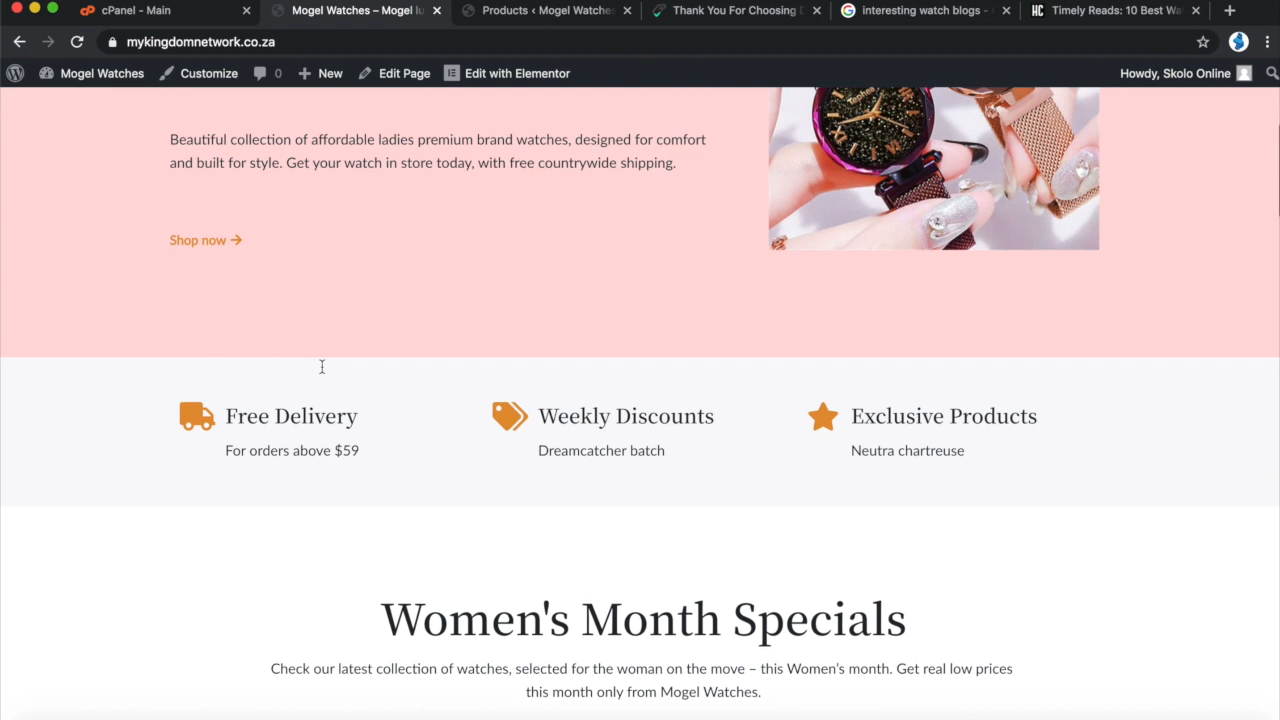 cPanel - Main
Mogel Watches – Mogel lu
Products ‹ Mogel Watche
Thank You For Choosing
interesting watch blogs -
HC Timely Reads: 10 Best Wa
mykingdomnetwork.co.za
Mogel Watches
Customize
0
New
Edit Page
Edit with Elementor
Howdy, Skolo Online
Beautiful collection of affordable ladies premium brand watches, designed for comfort
and built for style. Get your watch in store today, with free countrywide shipping.
Shop now
Free Delivery
For orders above $59
Weekly Discounts
Dreamcatcher batch
Exclusive Products
Neutra chartreuse
Women's Month Specials
Check our latest collection of watches, selected for the woman on the move – this Women's month. Get real low prices
this month only from Mogel Watches.